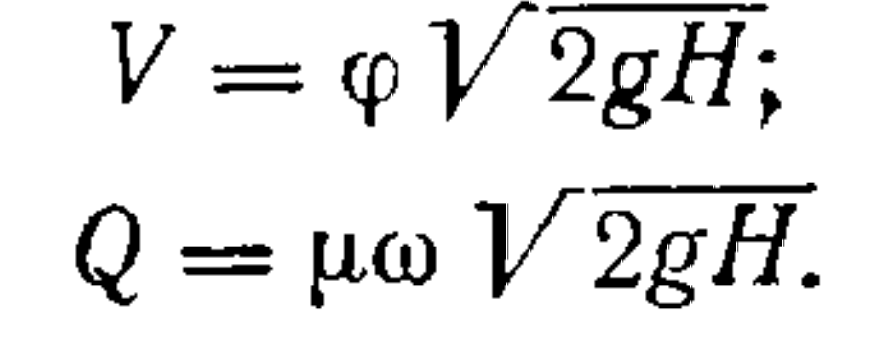 V = φ √2gH;
Q = μω √2gH.